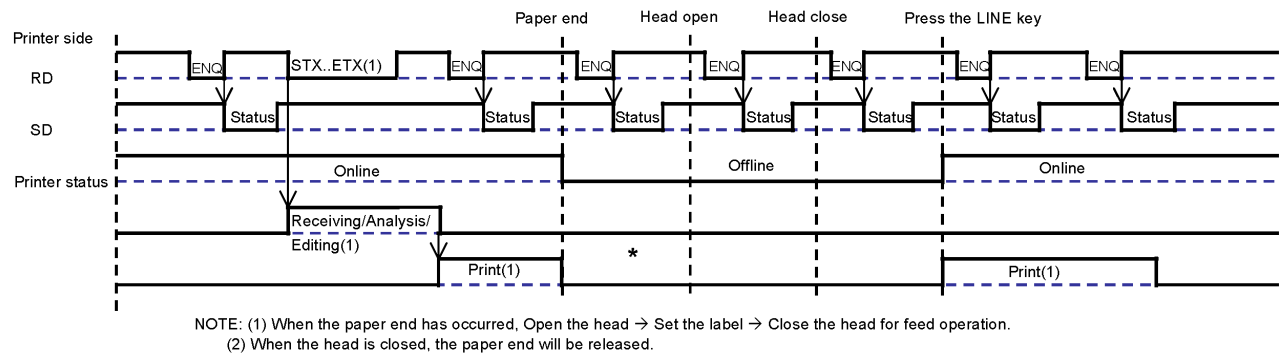 Paper end Head open Head close Press the LINE key
Printer side
RD ENQ STX..ETX(1) ENQ ENQ ENQ ENQ ENQ ENQ
SD Status Status Status Status Status Status Status
Printer status Online Offline Online
Receiving/Analysis/
Editing(1) *
Print(1) Print(1)
NOTE: (1) When the paper end has occurred, Open the head → Set the label → Close the head for feed operation.
(2) When the head is closed, the paper end will be released.